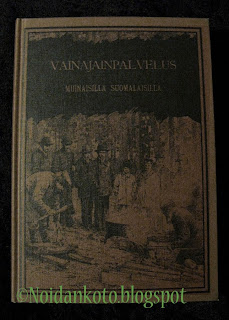 VAINAJAINPALVELUS
MUINAISILLA SUOMALAISILLA
©Noidankoto.blogspot